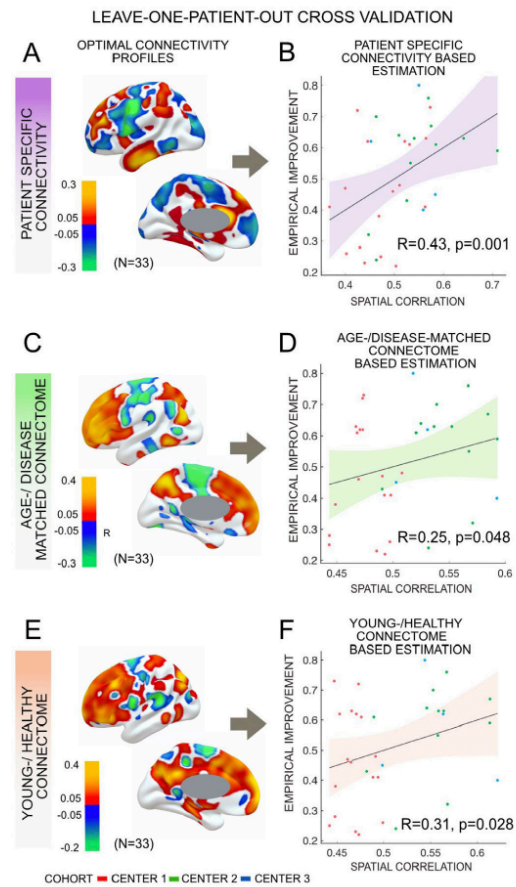 LEAVE-ONE-PATIENT-OUT CROSS VALIDATION
A
OPTIMAL CONNECTIVITY
PROFILES
PATIENT SPECIFIC
CONNECTIVITY
0.3
0.05
-0.05
-0.3
(N=33)
B
PATIENT SPECIFIC
CONNECTIVITY BASED
ESTIMATION
EMPIRICAL IMPROVEMENT
0.8
0.7
0.6
0.5
0.4
0.3
0.2
R=0.43, p=0.001
0.4
0.5
0.6
0.7
SPATIAL CORRLATION
C
AGE-/ DISEASE
MATCHED CONNECTOME
0.4
0.05
-0.05
R
-0.3
(N=33)
D
AGE-/DISEASE-MATCHED
CONNECTOME
BASED ESTIMATION
EMPIRICAL IMPROVEMENT
0.8
0.7
0.6
0.5
0.4
0.3
0.2
R=0.25, p=0.048
0.45
0.5
0.55
0.6
SPATIAL CORRELATION
E
YOUNG-/ HEALTHY
CONNECTOME
0.4
0.05
-0.05
-0.2
(N=33)
F
YOUNG-/HEALTHY
CONNECTOME
BASED ESTIMATION
EMPIRICAL IMPROVEMENT
0.8
0.7
0.6
0.5
0.4
0.3
0.2
R=0.31, p=0.028
0.45
0.5
0.55
0.6
SPATIAL CORRELATION
COHORT CENTER 1 CENTER 2 CENTER 3